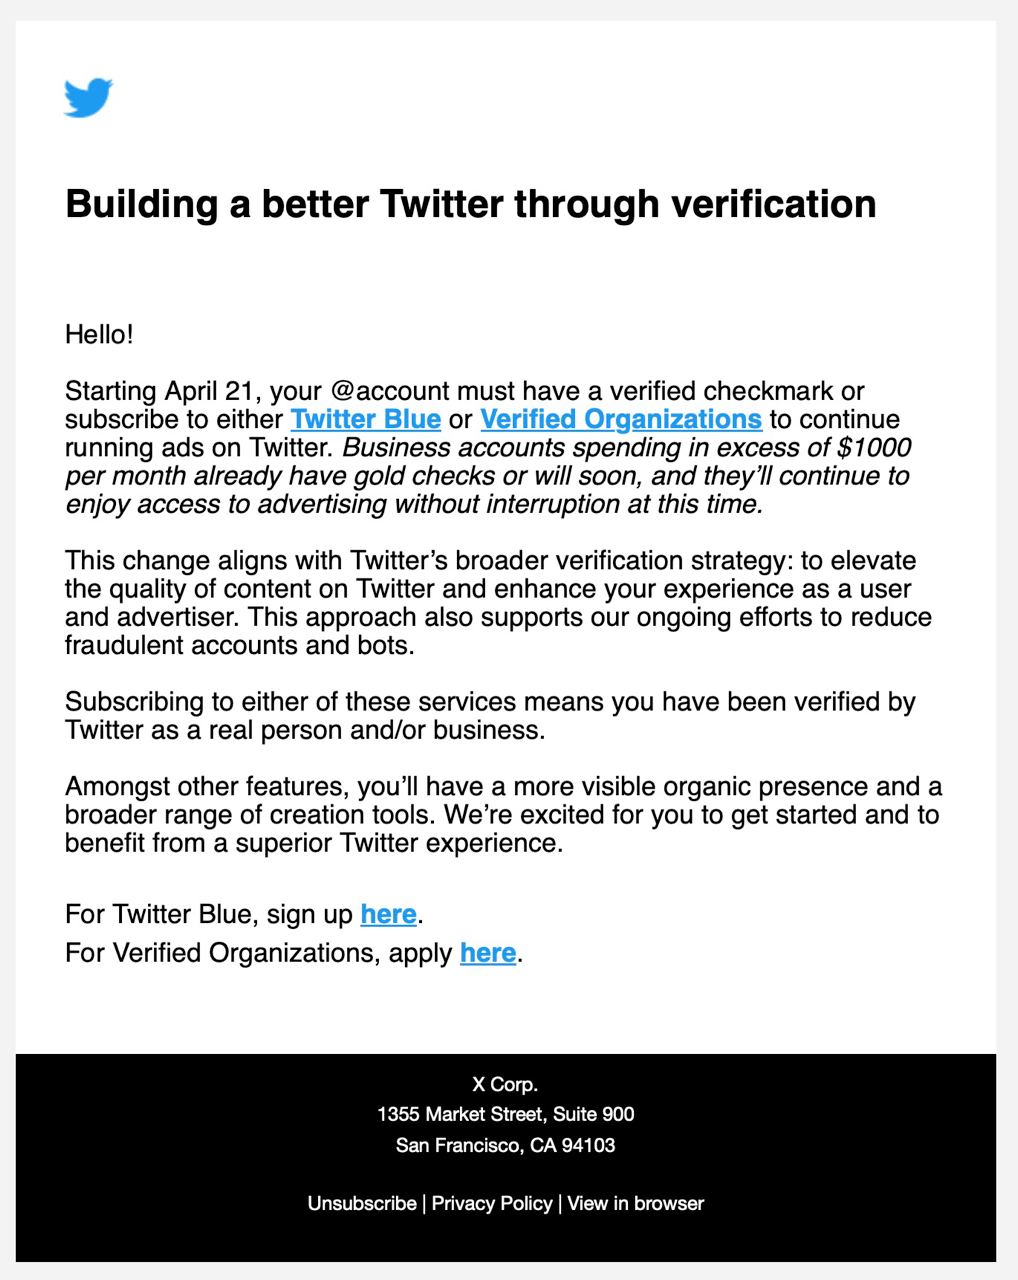 Building a better Twitter through verification
Hello!
Starting April 21, your @account must have a verified checkmark or
subscribe to either Twitter Blue or Verified Organizations to continue
running ads on Twitter. Business accounts spending in excess of $1000
per month already have gold checks or will soon, and they’ll continue to
enjoy access to advertising without interruption at this time.
This change aligns with Twitter’s broader verification strategy: to elevate
the quality of content on Twitter and enhance your experience as a user
and advertiser. This approach also supports our ongoing efforts to reduce
fraudulent accounts and bots.
Subscribing to either of these services means you have been verified by
Twitter as a real person and/or business.
Amongst other features, you’ll have a more visible organic presence and a
broader range of creation tools. We’re excited for you to get started and to
benefit from a superior Twitter experience.
For Twitter Blue, sign up here.
For Verified Organizations, apply here.
X Corp.
1355 Market Street, Suite 900
San Francisco, CA 94103
Unsubscribe | Privacy Policy | View in browser